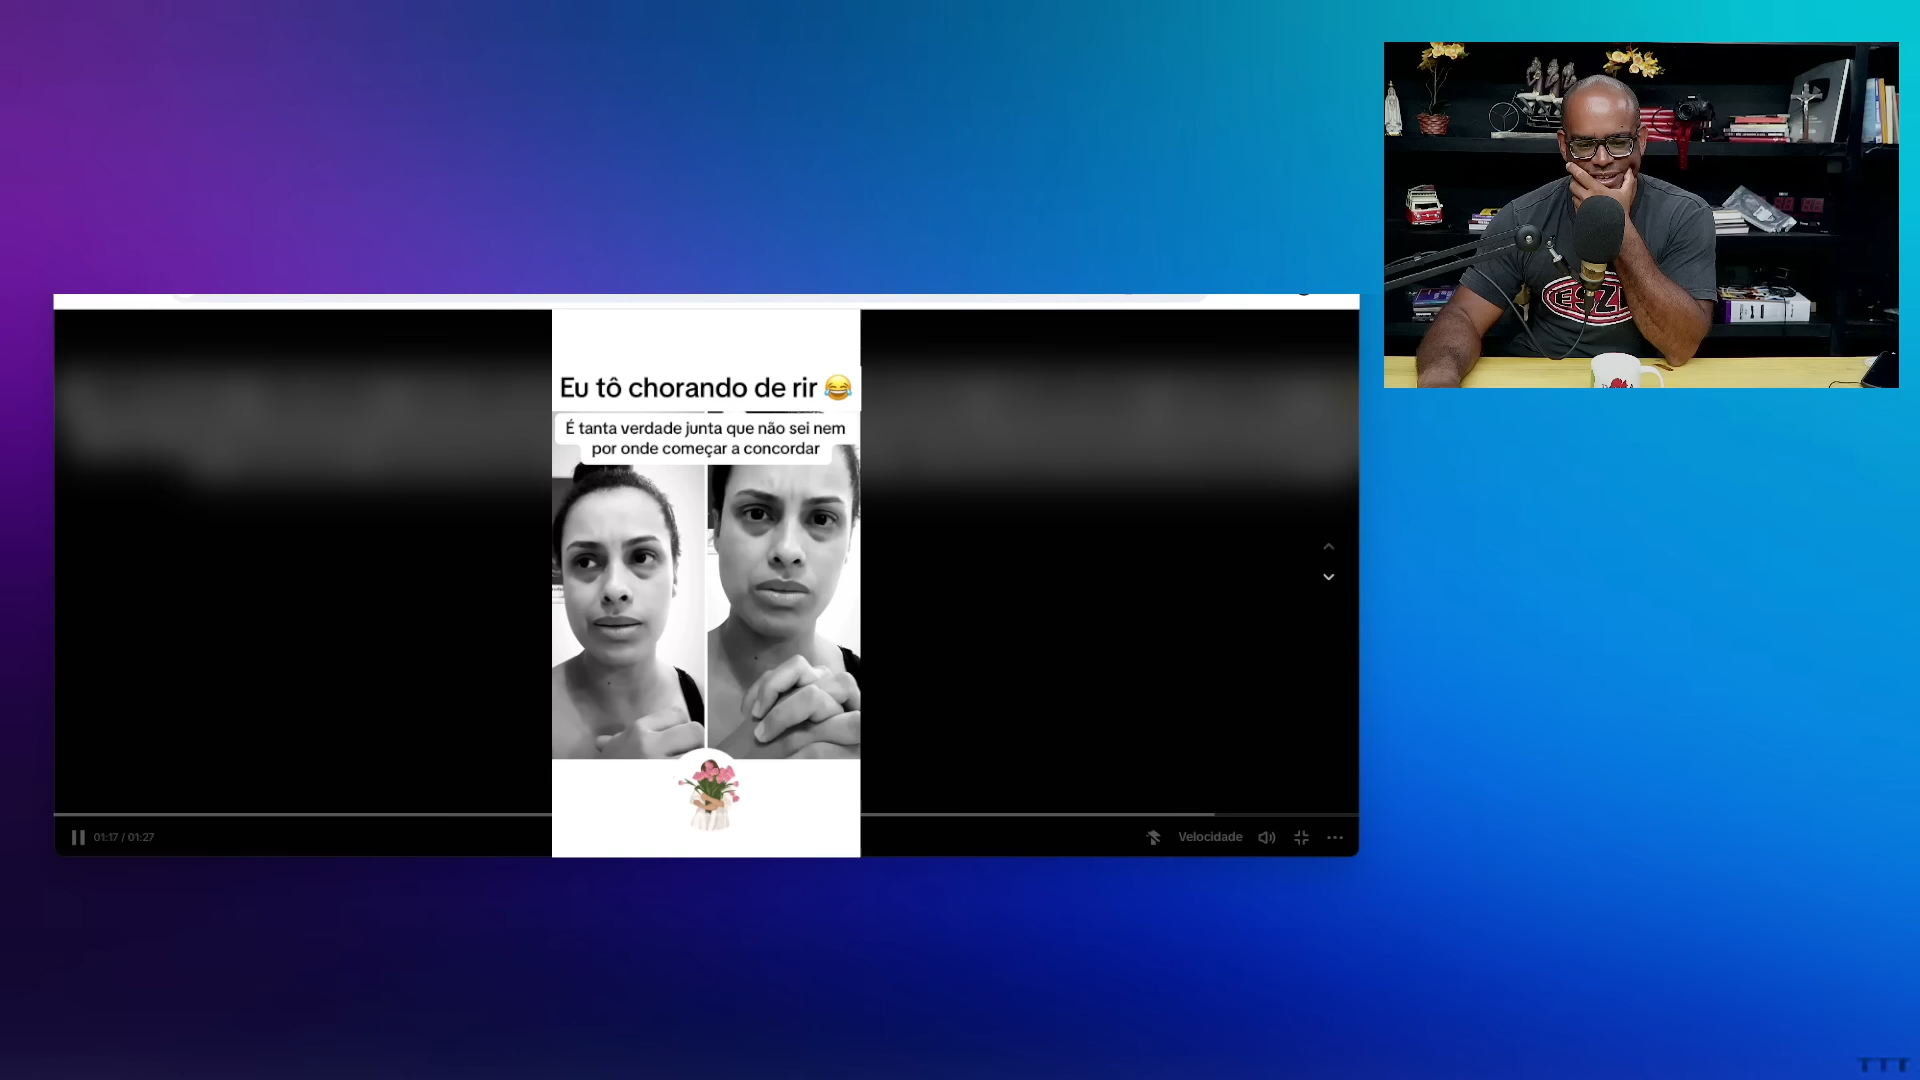 Eu tô chorando de rir 😂
É tanta verdade junta que não sei nem
por onde começar a concordar
01:17 / 01:27
Velocidade